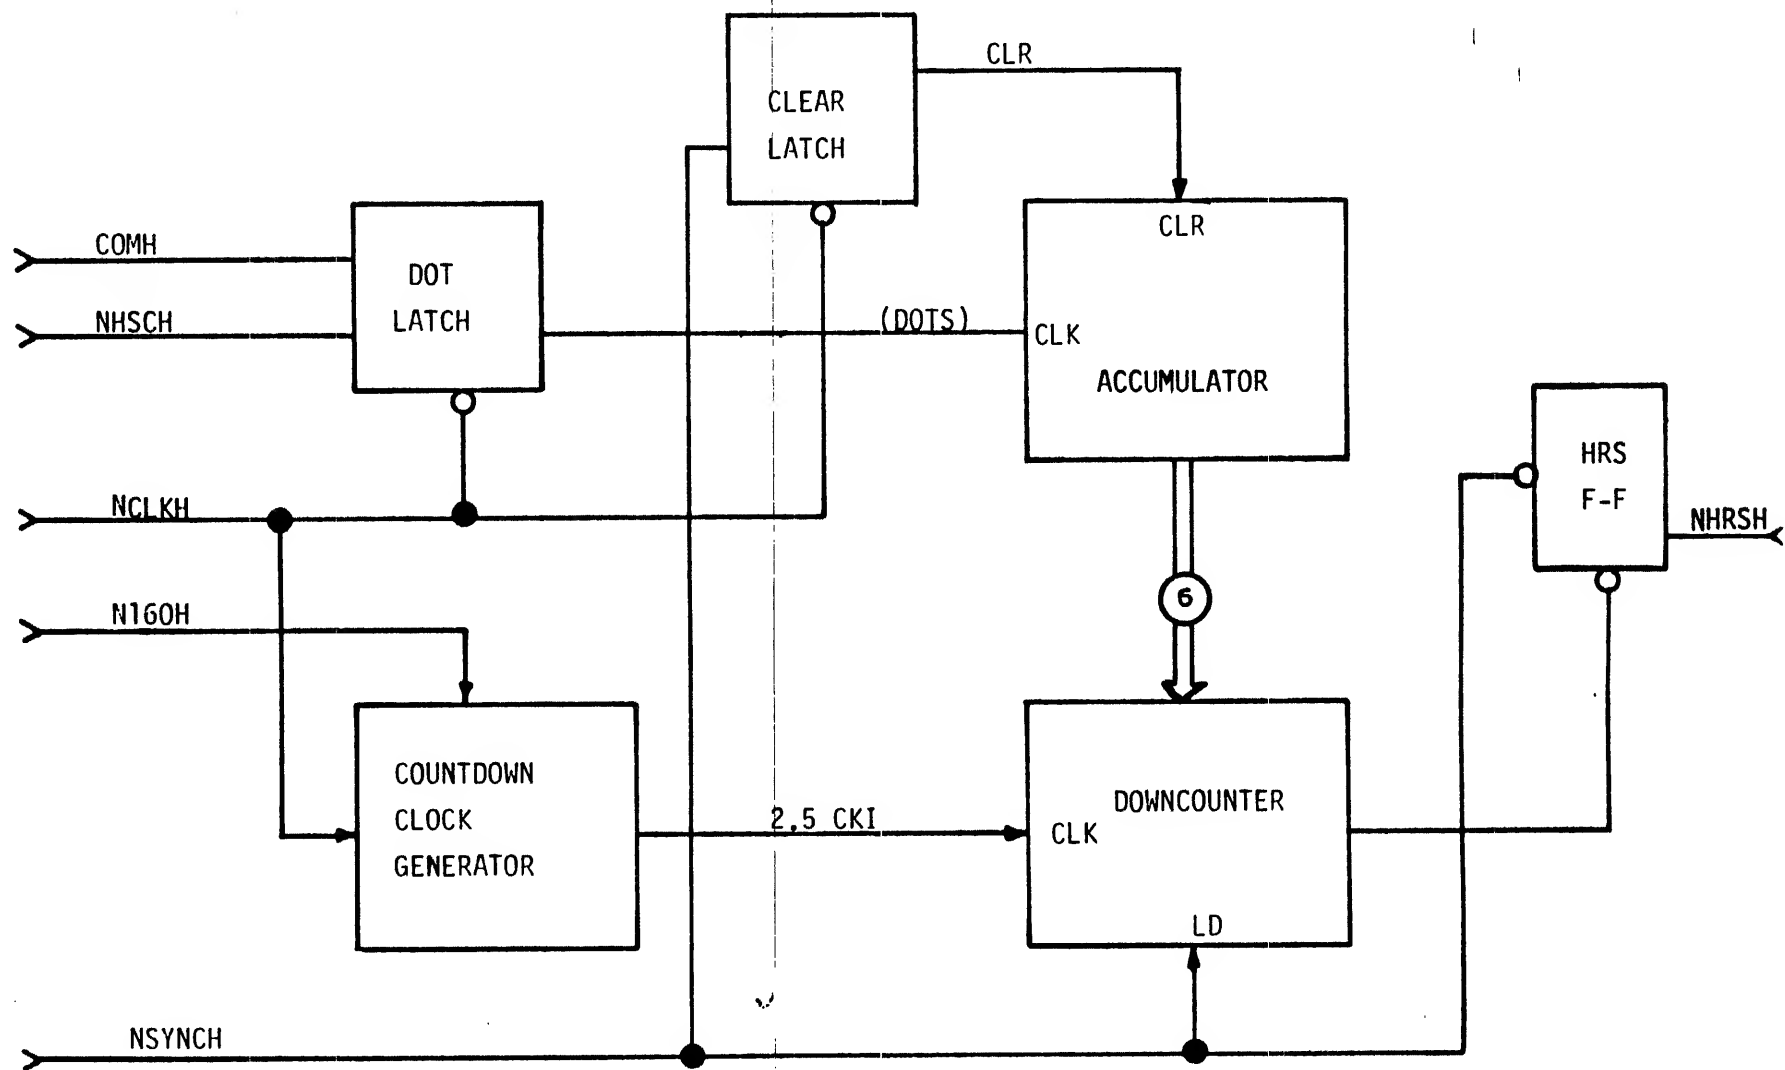 CLR
CLEAR
LATCH
COMH
DOT
LATCH
NHSCH
CLR
(DOTS)
CLK
ACCUMULATOR
HRS
F-F
NCLKH
NHRSH
6
N160H
COUNTDOWN
CLOCK
GENERATOR
2.5 CKI
DOWNCOUNTER
CLK
LD
NSYNCH